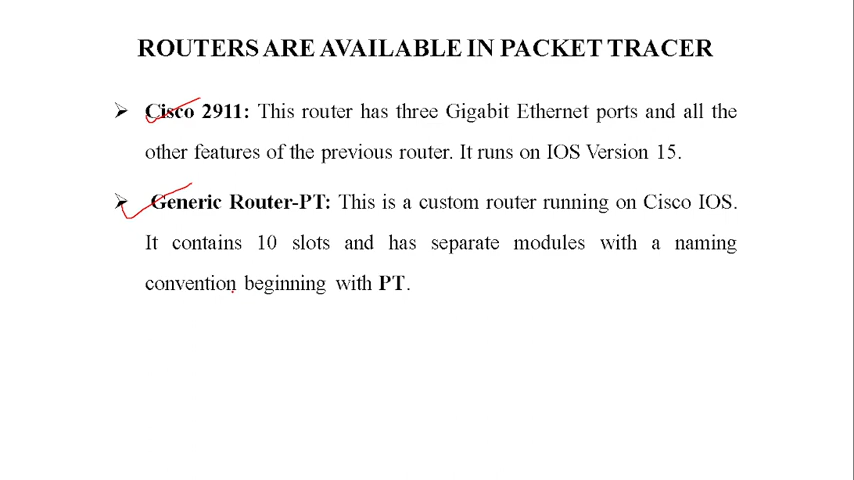 ROUTERS ARE AVAILABLE IN PACKET TRACER
➢ Cisco 2911: This router has three Gigabit Ethernet ports and all the
other features of the previous router. It runs on IOS Version 15.
➢ Generic Router-PT: This is a custom router running on Cisco IOS.
It contains 10 slots and has separate modules with a naming
convention beginning with PT.